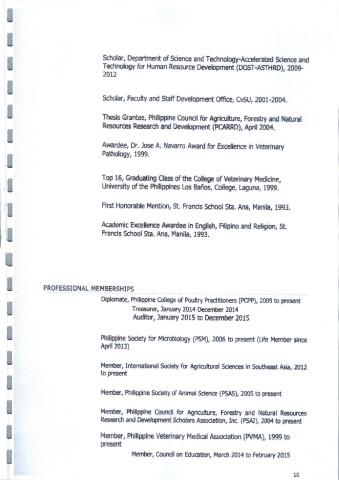 Scholar, Department of Science and Technology-Accelerated Science and
Technology for Human Resource Development (DOST-ASTHRD), 2009-
2012
Scholar, Faculty and Staff Development Office, CvSU, 2001-2004.
Thesis Grantee, Philippine Council for Agriculture, Forestry and Natural
Resources Research and Development (PCARRD), April 2004.
Awardee, Dr. Jose A. Navarro Award for Excellence in Veterinary
Pathology, 1999.
Top 16, Graduating Class of the College of Veterinary Medicine,
University of the Philippines Los Baños, College, Laguna, 1999.
First Honorable Mention, St. Francis School Sta. Ana, Manila, 1993.
Academic Excellence Awardee in English, Filipino and Religion, St.
Francis School Sta. Ana, Manila, 1993.
PROFESSIONAL MEMBERSHIPS
Diplomate, Philippine College of Poultry Practitioners (PCPP), 2009 to present
Treasurer, January 2014 December 2014
Auditor, January 2015 to December 2015
Philippine Society for Microbiology (PSM), 2006 to present (Life Member since
April 2013)
Member, International Society for Agricultural Sciences in Southeast Asia, 2012
to present
Member, Philippine Society of Animal Science (PSAS), 2005 to present
Member, Philippine Council for Agriculture, Forestry and Natural Resources
Research and Development Scholars Association, Inc. (PSAI), 2004 to present
Member, Philippine Veterinary Medical Association (PVMA), 1999 to
present
Member, Council on Education, March 2014 to February 2015
10